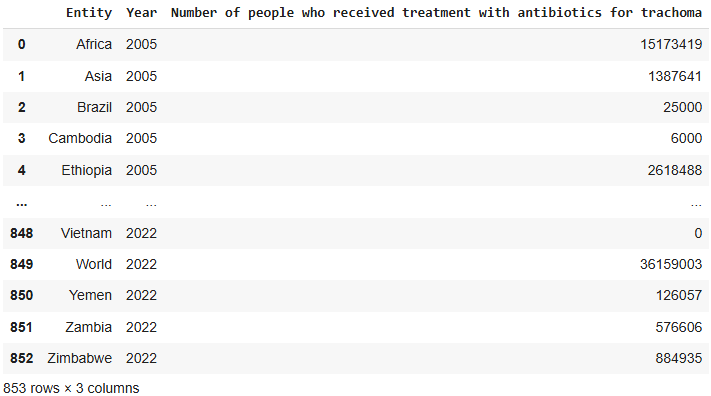 Entity Year Number of people who received treatment with antibiotics for trachoma
0 Africa 2005 15173419
1 Asia 2005 1387641
2 Brazil 2005 25000
3 Cambodia 2005 6000
4 Ethiopia 2005 2618488
... ... ... ...
848 Vietnam 2022 0
849 World 2022 36159003
850 Yemen 2022 126057
851 Zambia 2022 576606
852 Zimbabwe 2022 884935
853 rows × 3 columns